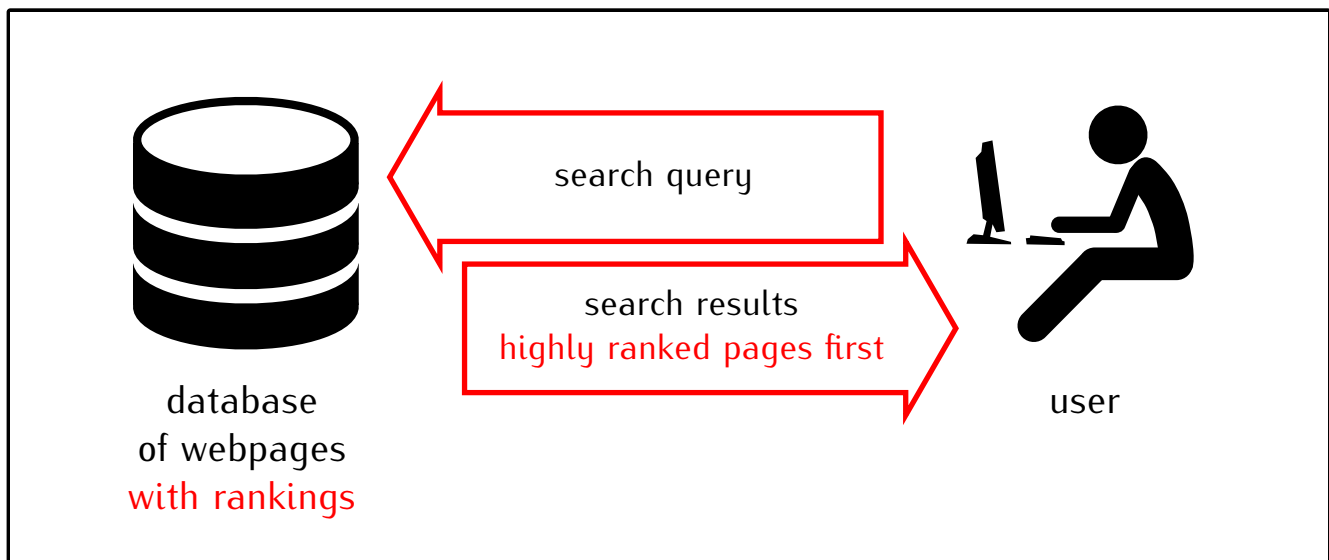 search query
search results
highly ranked pages first
database
of webpages
with rankings
user